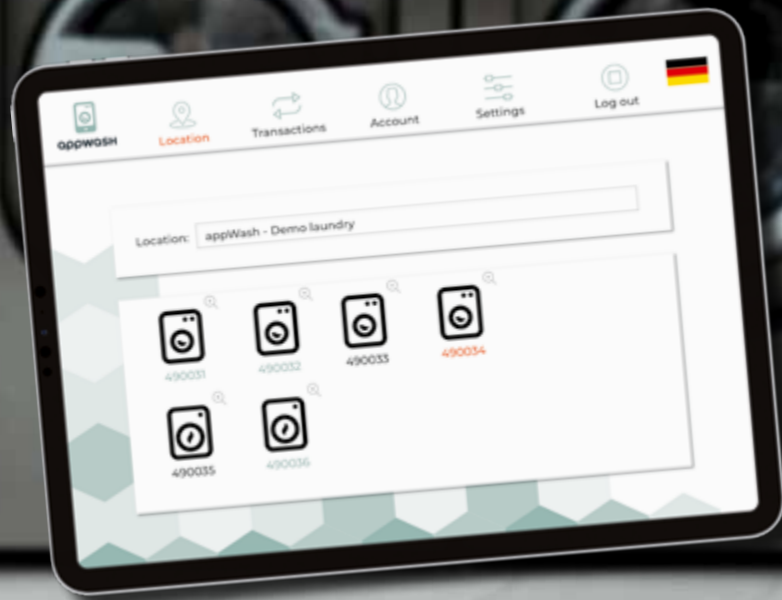 appWash
Location
Transactions
Account
Settings
Log out
Location: appWash - Demo laundry
490031
490032
490033
490034
490035
490036